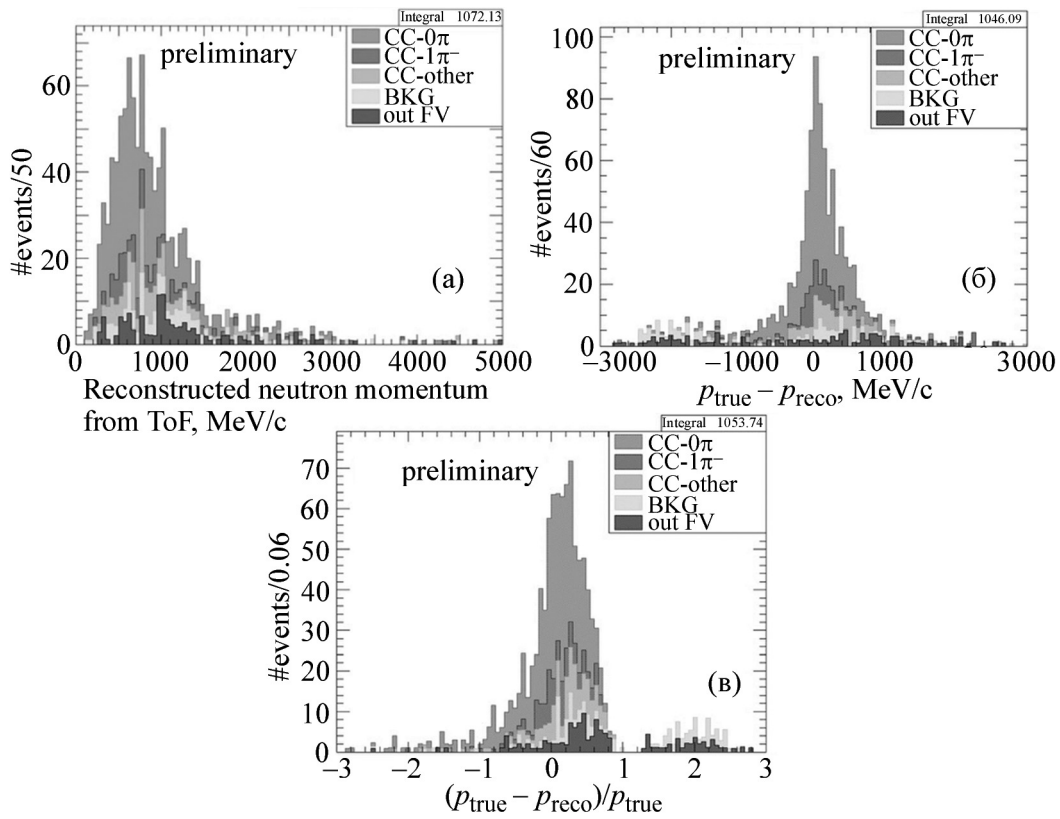 Integral 1072.13
preliminary
CC-0π
CC-1π⁻
CC-other
BKG
out FV
#events/50
60
40
20
0
(а)
0 1000 2000 3000 4000 5000
Reconstructed neutron momentum
from ToF, MeV/c
Integral 1046.09
preliminary
CC-0π
CC-1π⁻
CC-other
BKG
out FV
#events/60
100
80
60
40
20
0
(б)
−3000 −1000 0 1000 3000
p_true − p_reco, MeV/c
Integral 1053.74
preliminary
CC-0π
CC-1π⁻
CC-other
BKG
out FV
#events/0.06
70
60
50
40
30
20
10
0
(в)
−3 −2 −1 0 1 2 3
(p_true − p_reco)/p_true